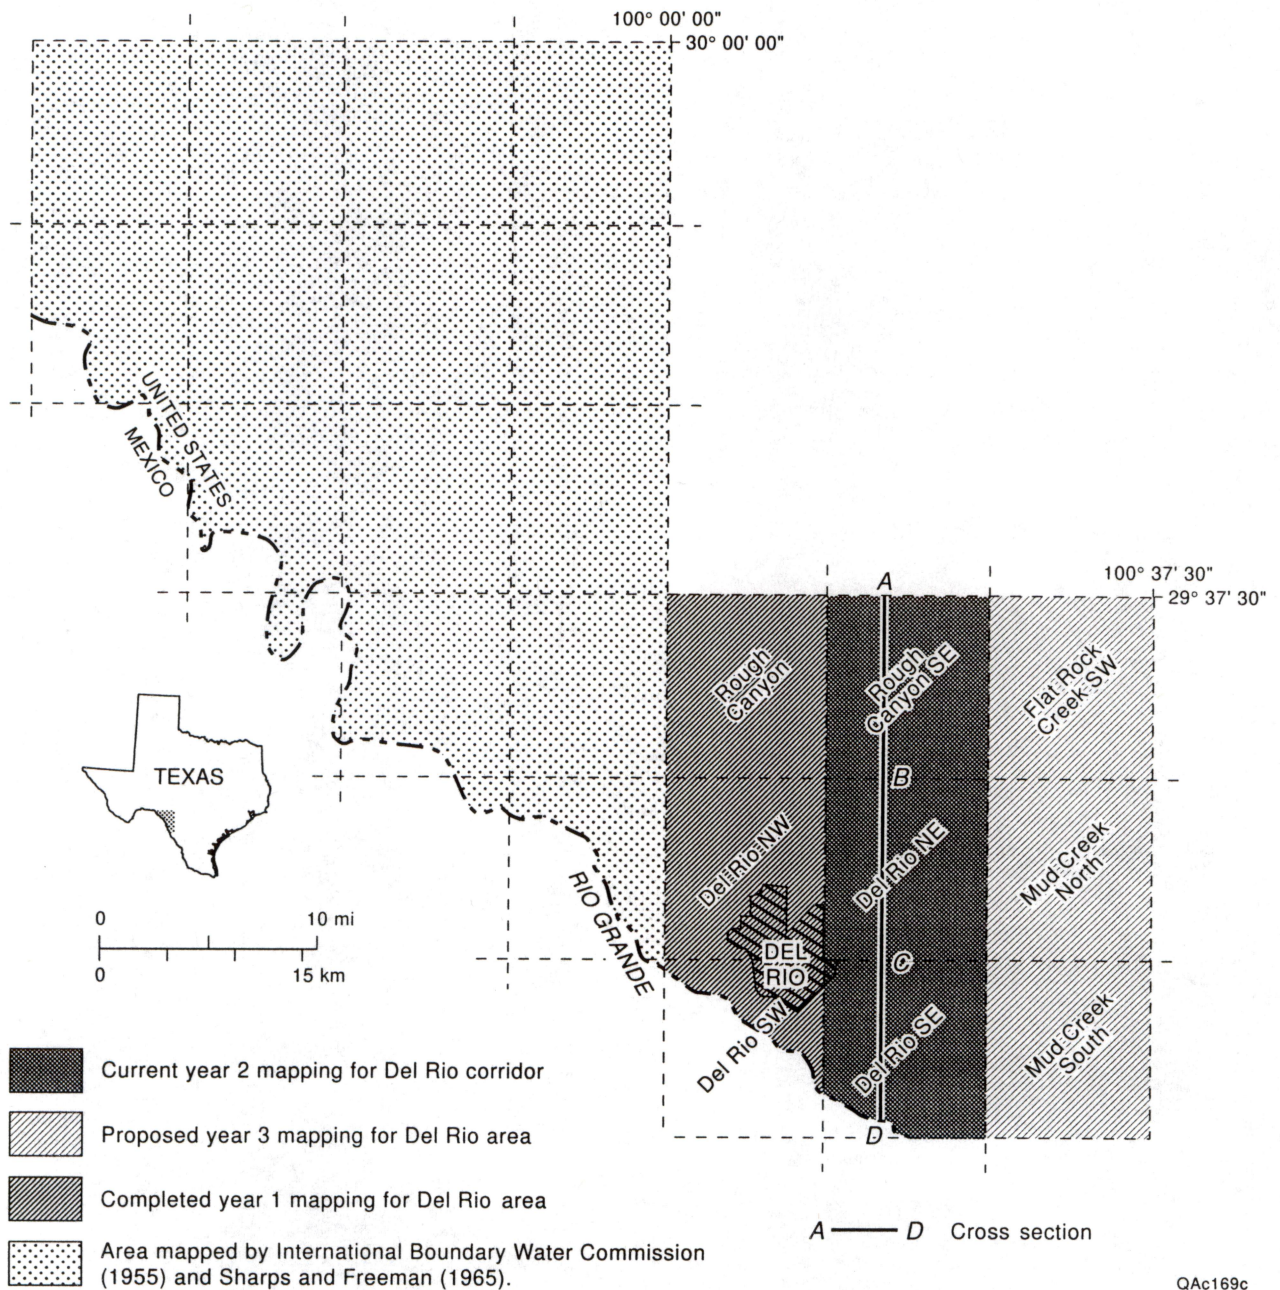 100° 00' 00"
30° 00' 00"
UNITED STATES
MEXICO
100° 37' 30"
29° 37' 30"
A
Rough
Canyon
Rough
Canyon SE
Flat Rock
Creek SW
TEXAS
B
Del Rio NW
Del Rio NE
Mud Creek
North
RIO GRANDE
0 10 mi
0 15 km
DEL
RIO
C
Del Rio SW
Del Rio SE
Mud Creek
South
D
Current year 2 mapping for Del Rio corridor
Proposed year 3 mapping for Del Rio area
Completed year 1 mapping for Del Rio area
Area mapped by International Boundary Water Commission
(1955) and Sharps and Freeman (1965).
A D Cross section
QAc169c